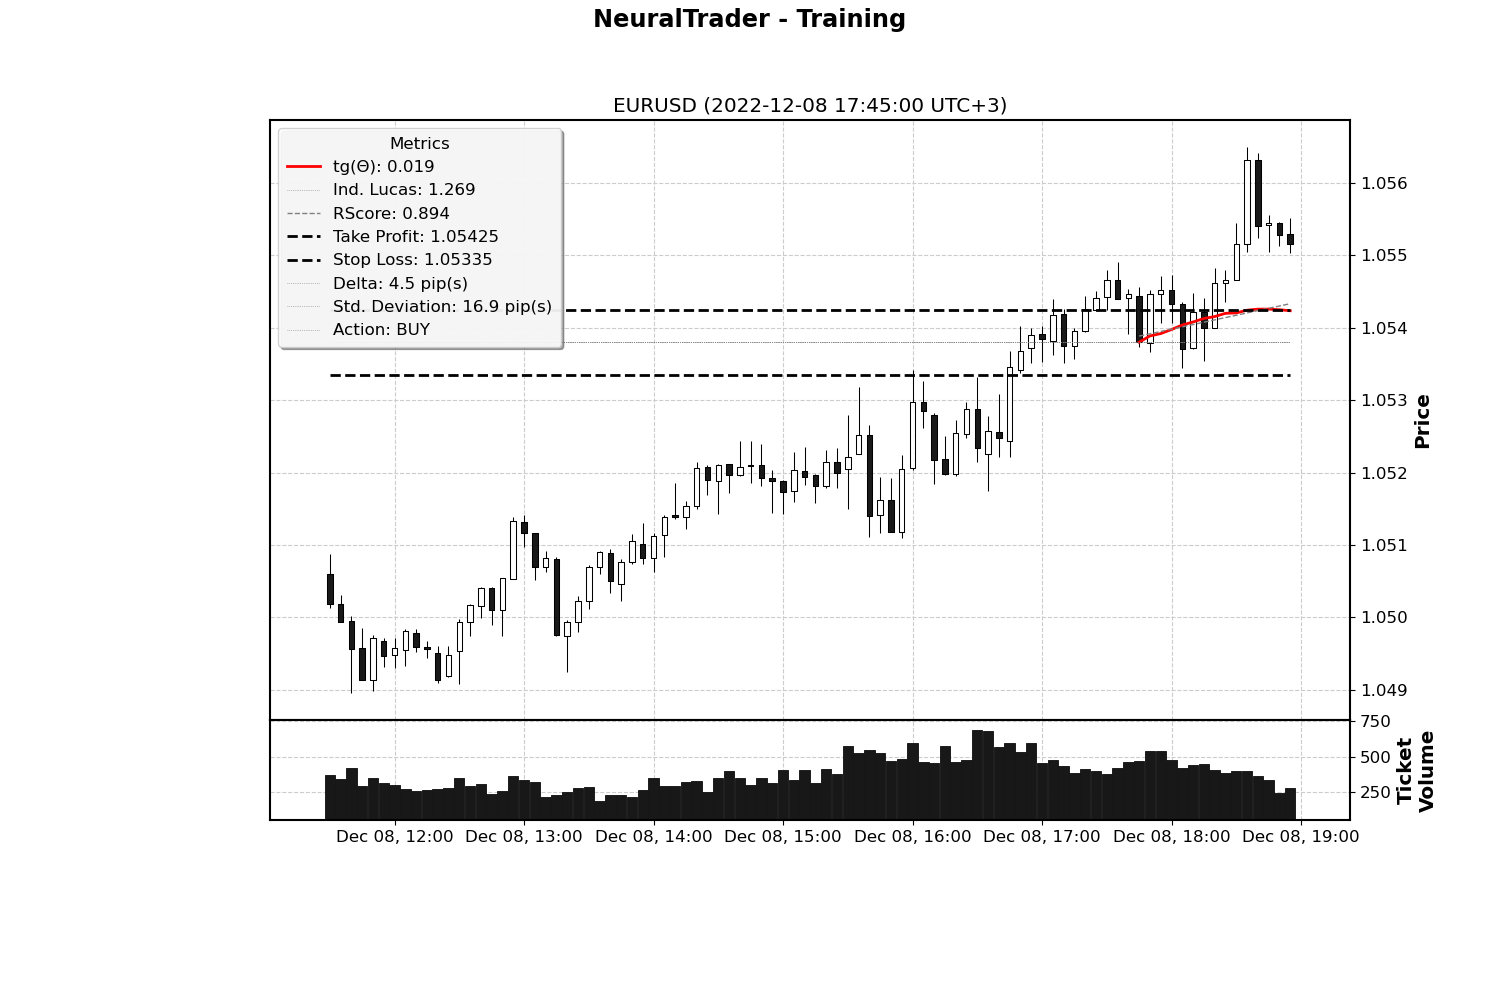 NeuralTrader - Training
EURUSD (2022-12-08 17:45:00 UTC+3)
Metrics
tg(Θ): 0.019
Ind. Lucas: 1.269
RScore: 0.894
Take Profit: 1.05425
Stop Loss: 1.05335
Delta: 4.5 pip(s)
Std. Deviation: 16.9 pip(s)
Action: BUY
1.056
1.055
1.054
1.053
1.052
1.051
1.050
1.049
Price
750
500
250
Ticket
Volume
Dec 08, 12:00 Dec 08, 13:00 Dec 08, 14:00 Dec 08, 15:00 Dec 08, 16:00 Dec 08, 17:00 Dec 08, 18:00 Dec 08, 19:00